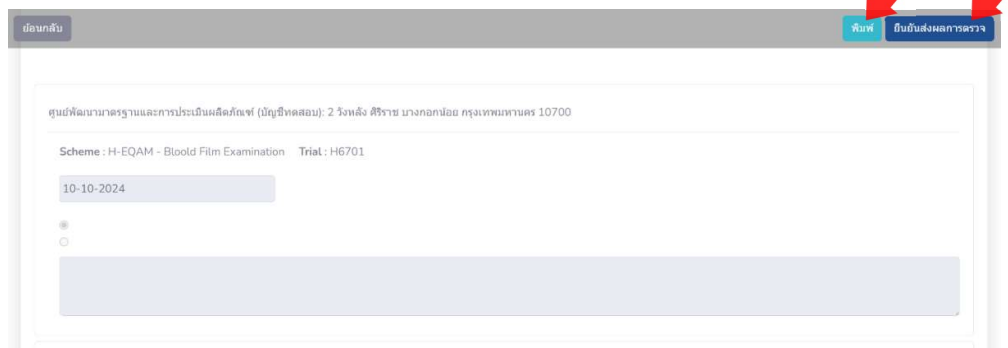 ย้อนกลับ
พิมพ์ ยืนยันส่งผลการตรวจ
ศูนย์พัฒนามาตรฐานและการประเมินผลิตภัณฑ์ (บัญชีทดสอบ): 2 วังหลัง ศิริราช บางกอกน้อย กรุงเทพมหานคร 10700
Scheme : H-EQAM - Bloold Film Examination Trial : H6701
10-10-2024